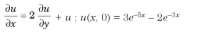 ∂u/∂x = 2 ∂u/∂y + u ; u(x, 0) = 3e^{-5x} − 2e^{-3x}